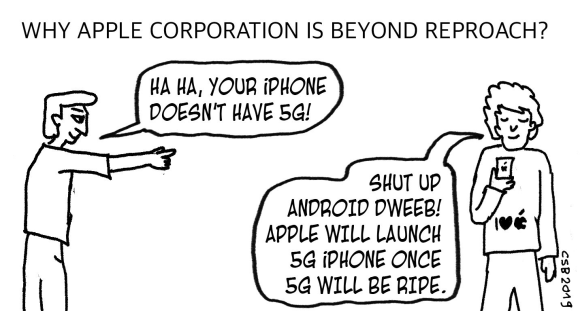 WHY APPLE CORPORATION IS BEYOND REPROACH?
HA HA, YOUR iPHONE
DOESN'T HAVE 5G!
SHUT UP
ANDROID DWEEB!
APPLE WILL LAUNCH
5G iPHONE ONCE
5G WILL BE RIPE.
I
CSB2019